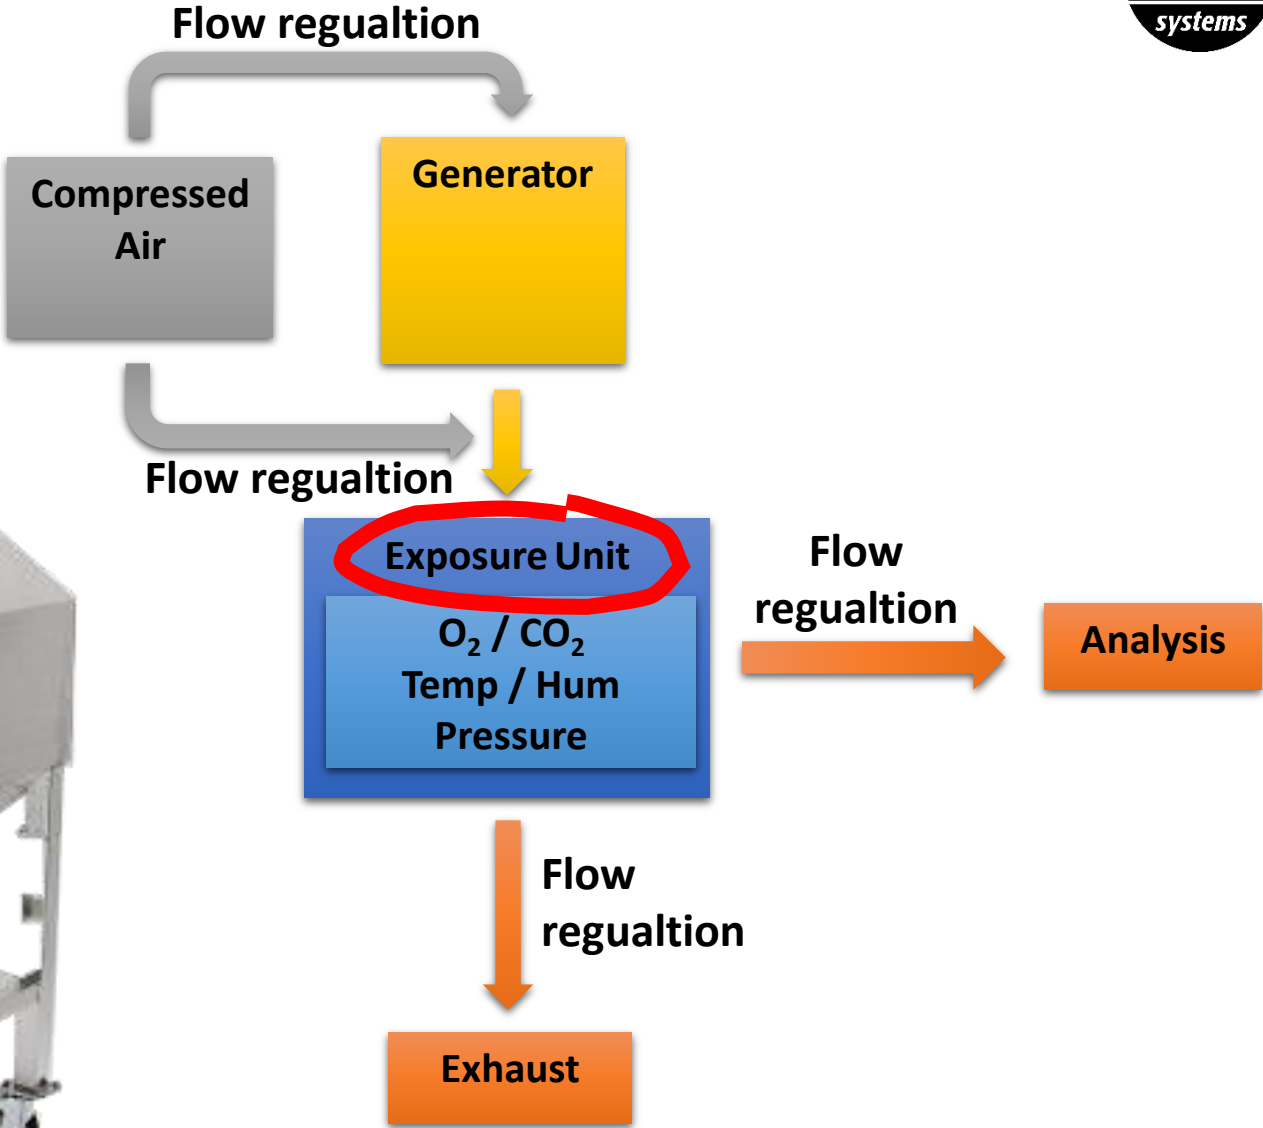 Flow regualtion
systems
Compressed
Air
Generator
Flow regualtion
Exposure Unit
O₂ / CO₂
Temp / Hum
Pressure
Flow
regualtion
Analysis
Flow
regualtion
Exhaust